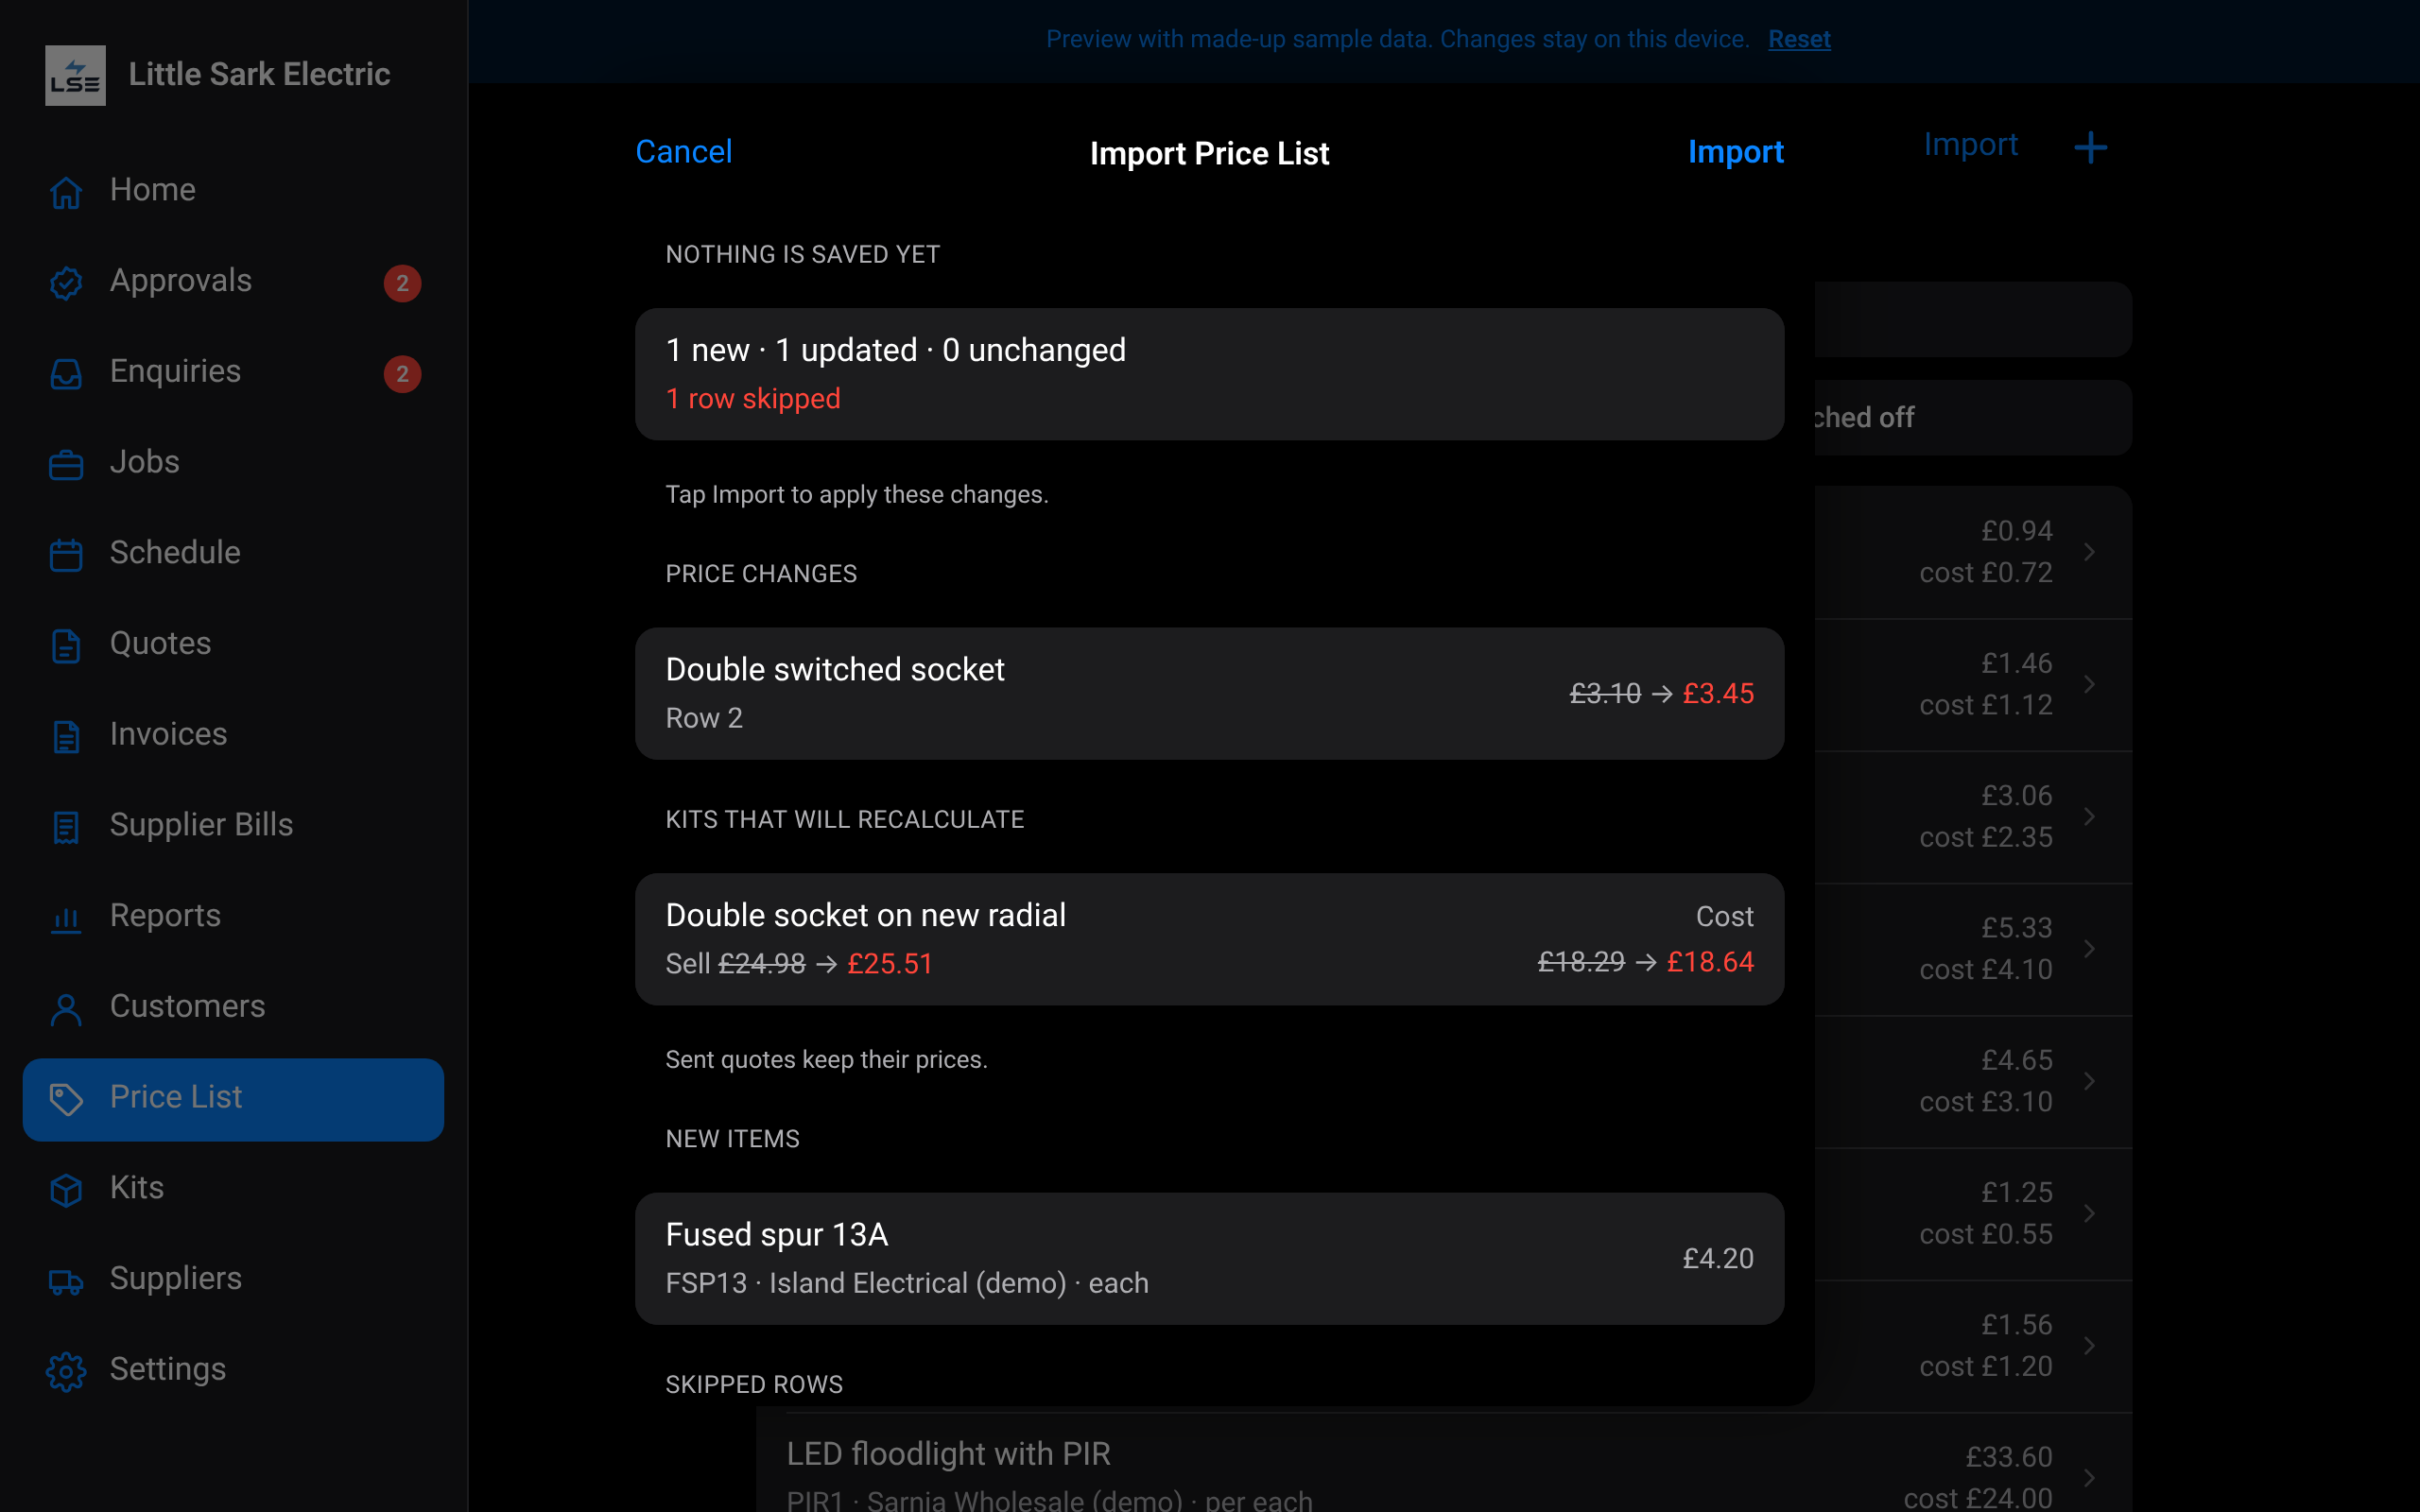 LSE
Little Sark Electric
Home
Approvals
2
Enquiries
2
Jobs
Schedule
Quotes
Invoices
Supplier Bills
Reports
Customers
Price List
Kits
Suppliers
Settings
Preview with made-up sample data. Changes stay on this device. Reset
Cancel
Import Price List
Import
Import
NOTHING IS SAVED YET
1 new · 1 updated · 0 unchanged
1 row skipped
Tap Import to apply these changes.
PRICE CHANGES
Double switched socket
Row 2
£3.10 → £3.45
KITS THAT WILL RECALCULATE
Double socket on new radial
Cost
Sell £24.98 → £25.51
£18.29 → £18.64
Sent quotes keep their prices.
NEW ITEMS
Fused spur 13A
FSP13 · Island Electrical (demo) · each
£4.20
SKIPPED ROWS
ched off
£0.94
cost £0.72
£1.46
cost £1.12
£3.06
cost £2.35
£5.33
cost £4.10
£4.65
cost £3.10
£1.25
cost £0.55
£1.56
cost £1.20
LED floodlight with PIR
£33.60
PIR1 · Sarnia Wholesale (demo) · per each
cost £24.00